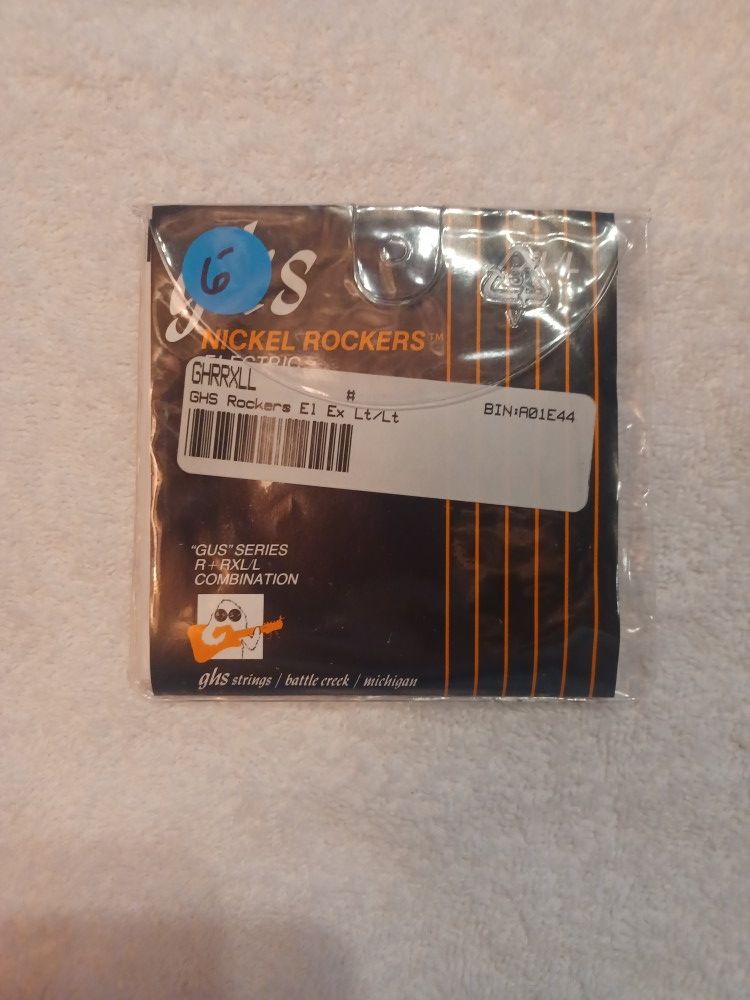 6
ghs
NICKEL ROCKERS™
ELECTRIC
GHRRXLL #
GHS Rockers El Ex Lt/Lt BIN:A01E44
"GUS" SERIES
R+RXL/L
COMBINATION
ghs strings / battle creek / michigan